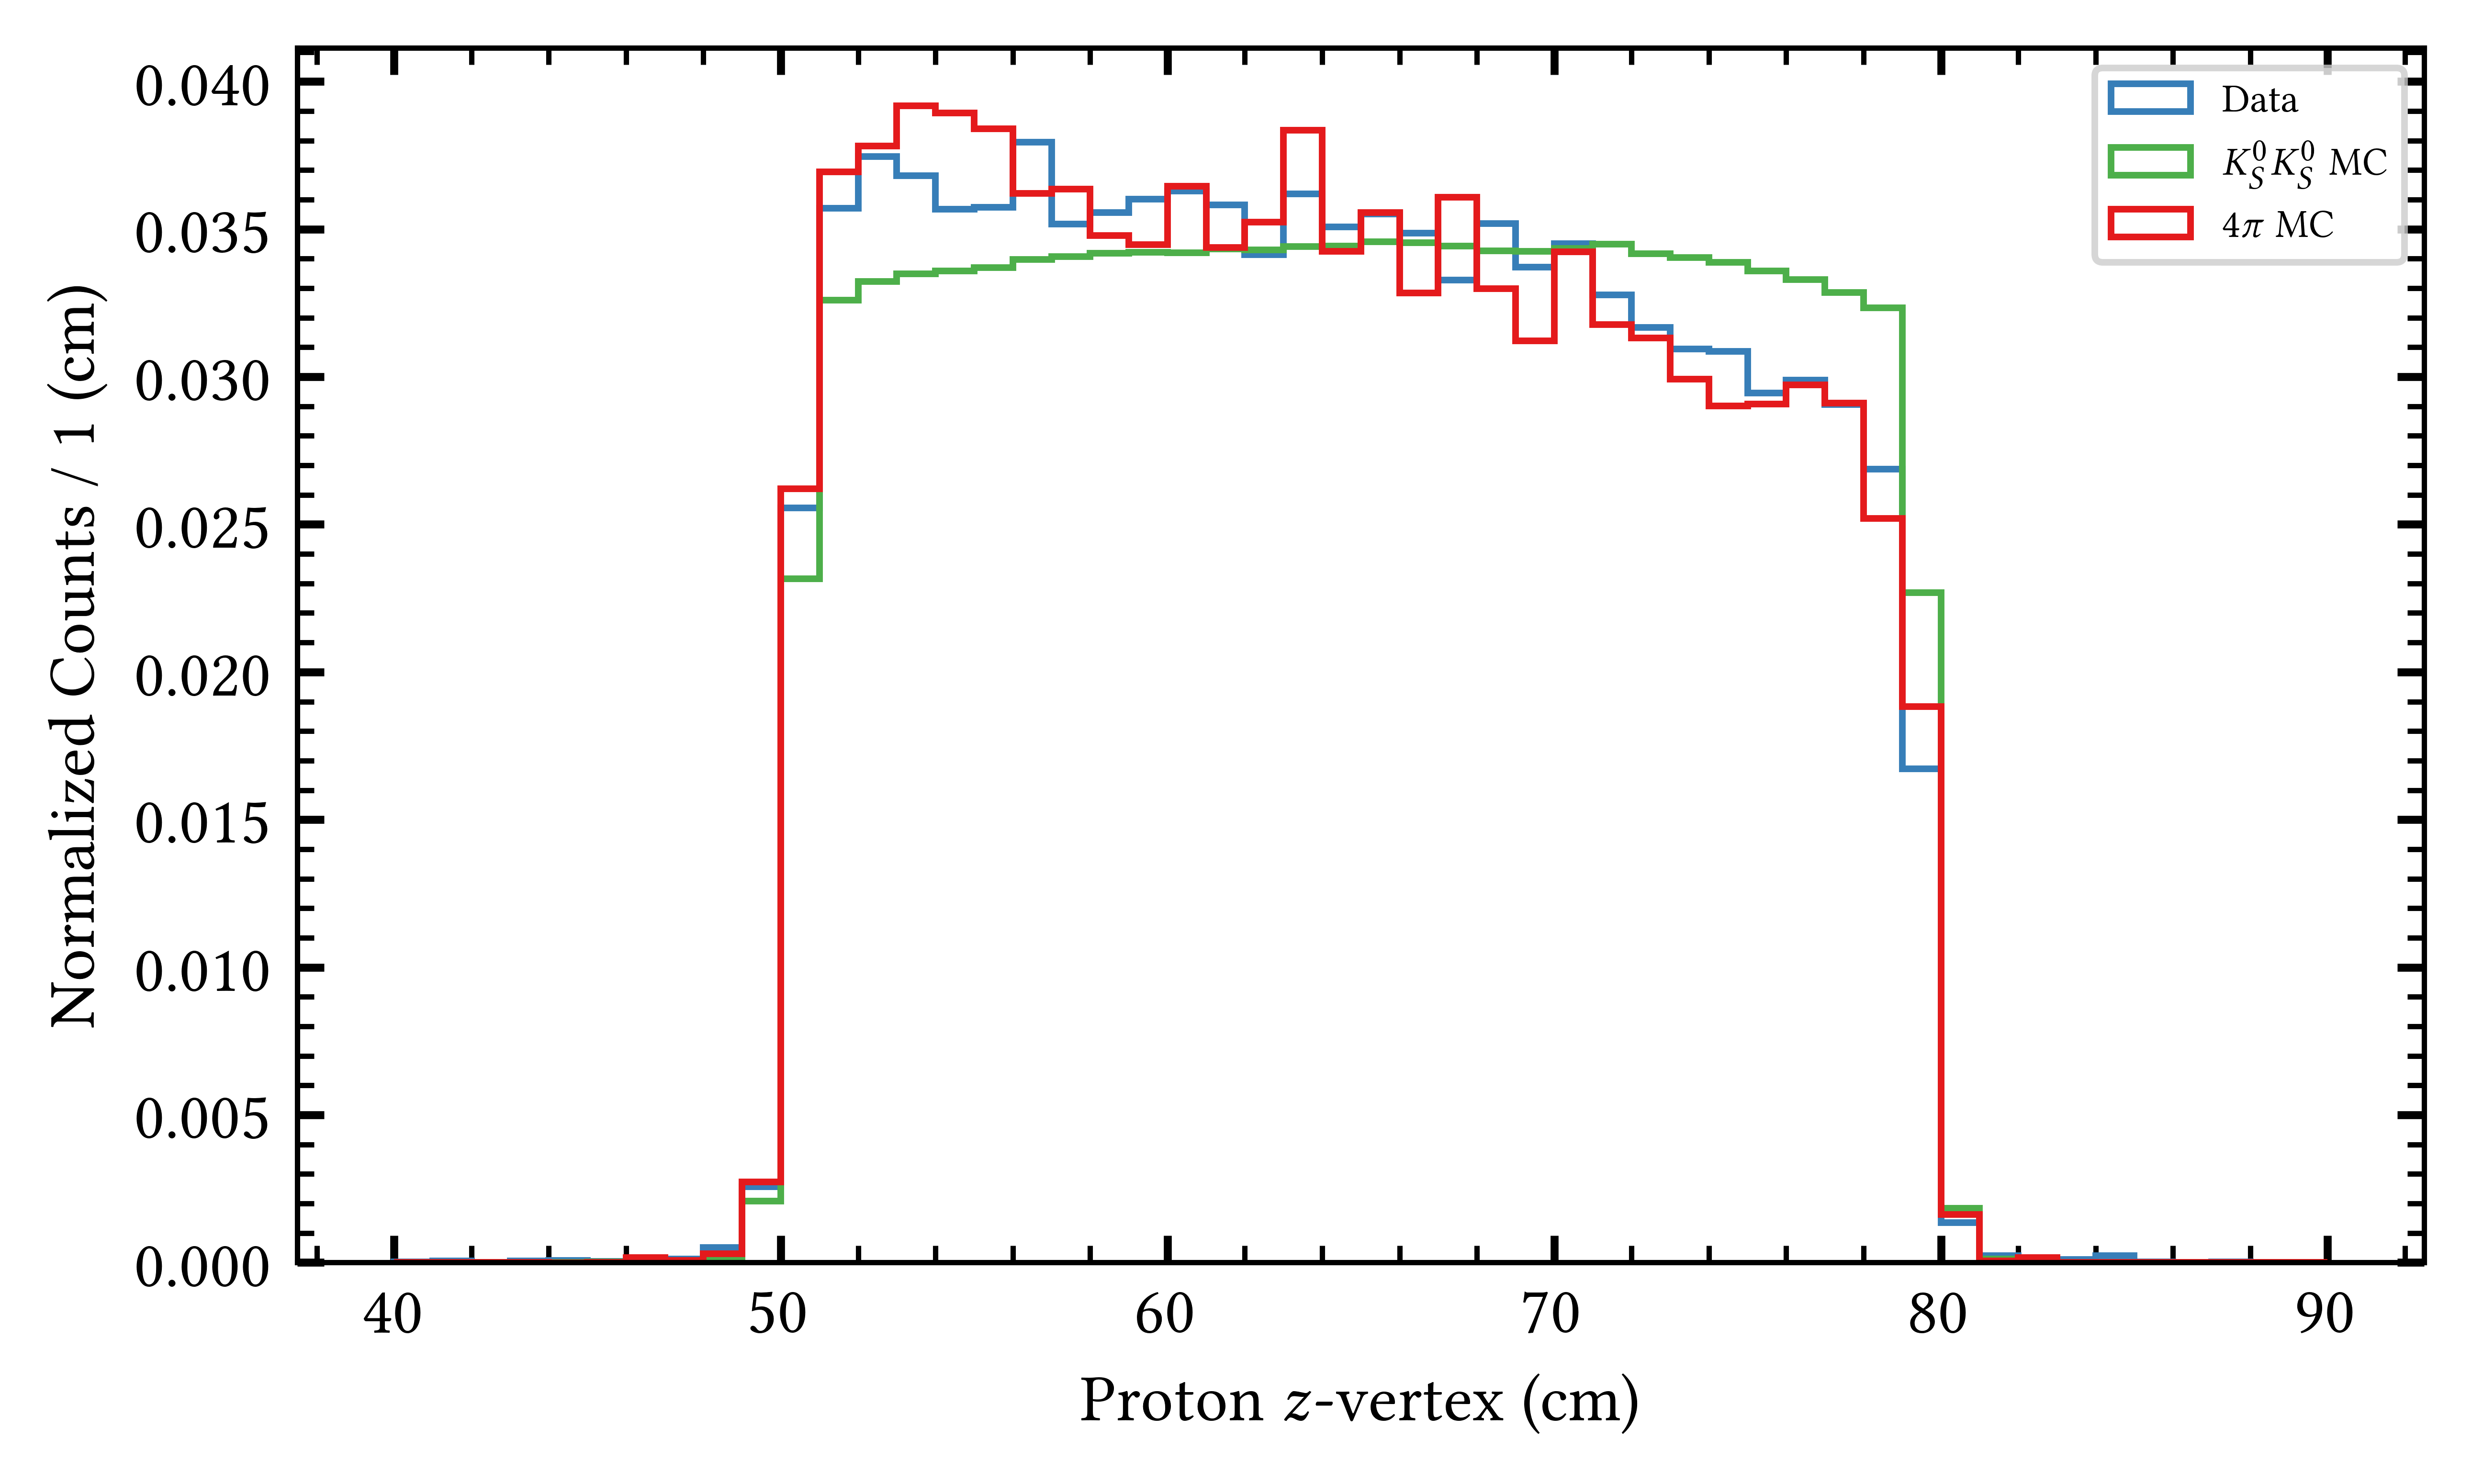 0.040
0.035
0.030
0.025
0.020
0.015
0.010
0.005
0.000
Normalized Counts / 1 (cm)
40 50 60 70 80 90
Proton z-vertex (cm)
Data
$K_S^0 K_S^0$ MC
4π MC